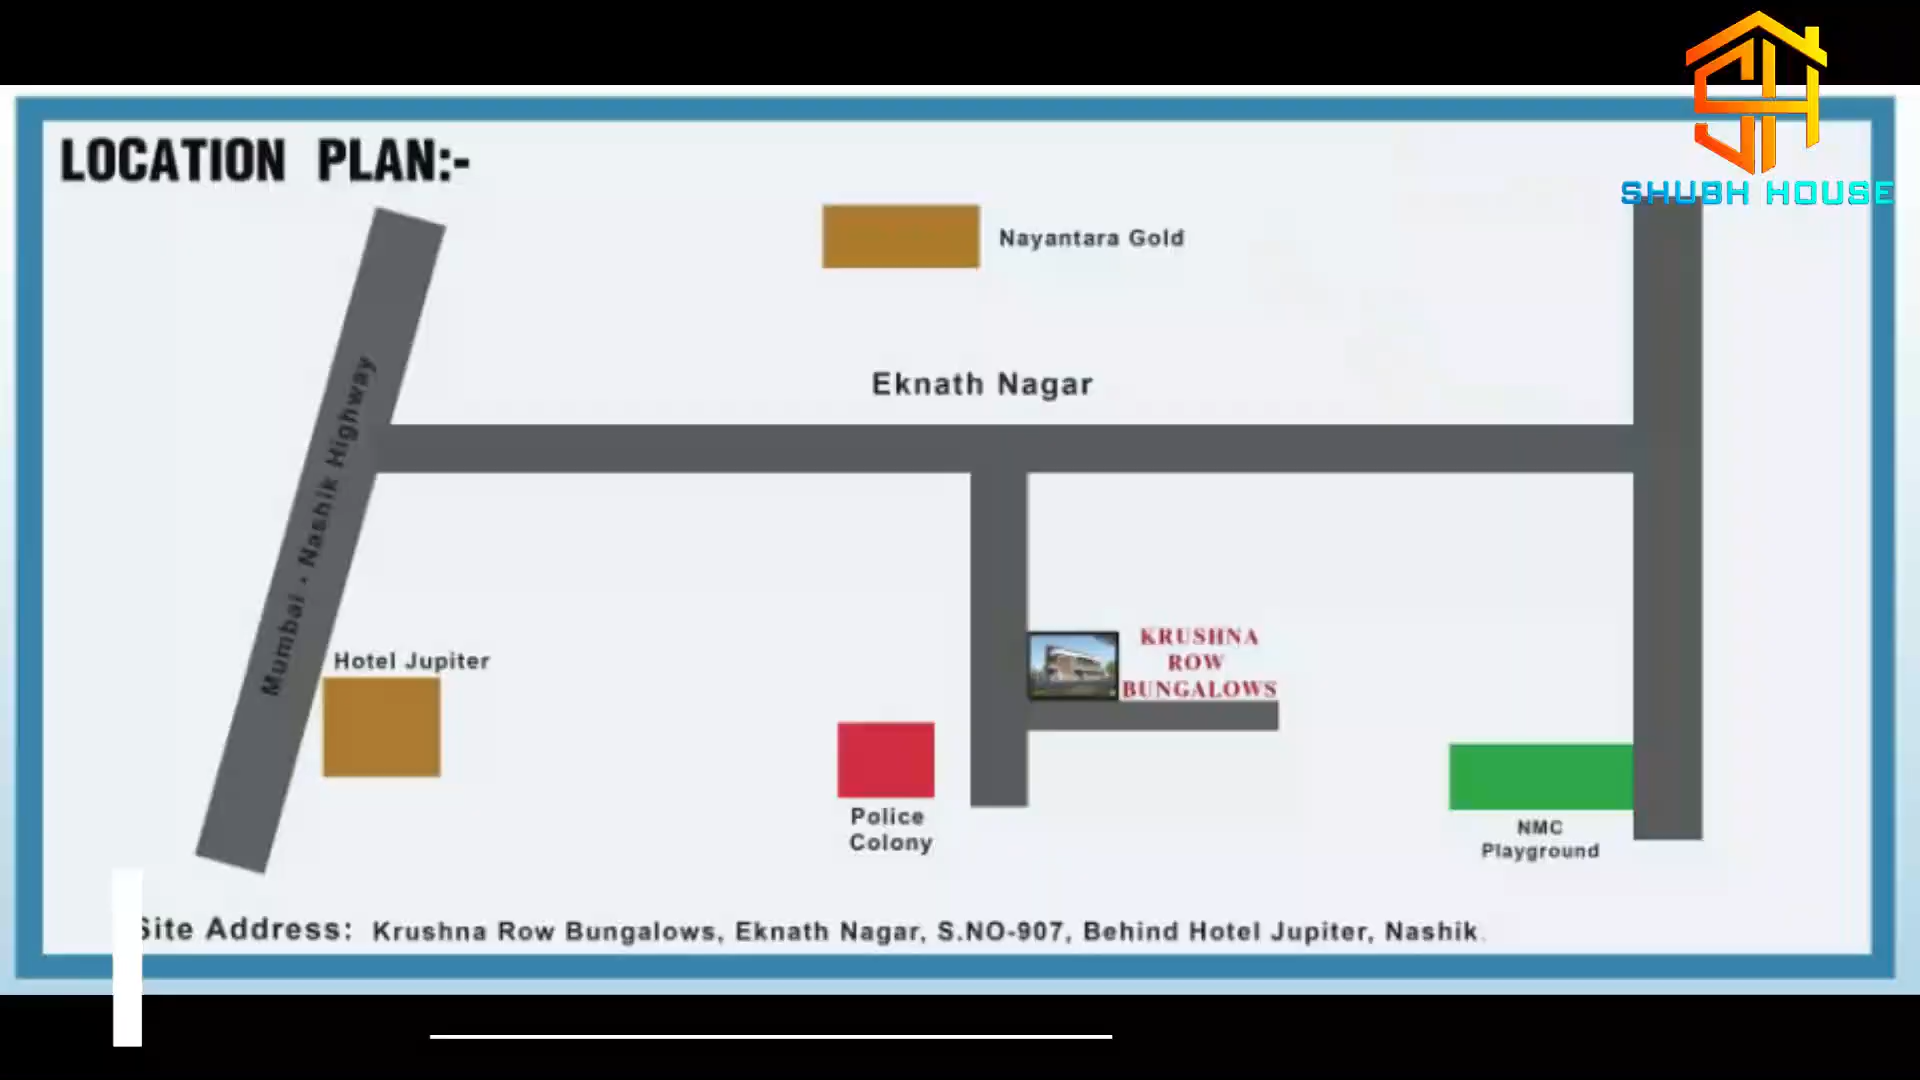 SHUBH HOUSE
LOCATION PLAN:-
Nayantara Gold
Eknath Nagar
Mumbai - Nashik Highway
Hotel Jupiter
KRUSHNA
ROW
BUNGALOWS
Police
Colony
NMC
Playground
Site Address: Krushna Row Bungalows, Eknath Nagar, S.NO-907, Behind Hotel Jupiter, Nashik.